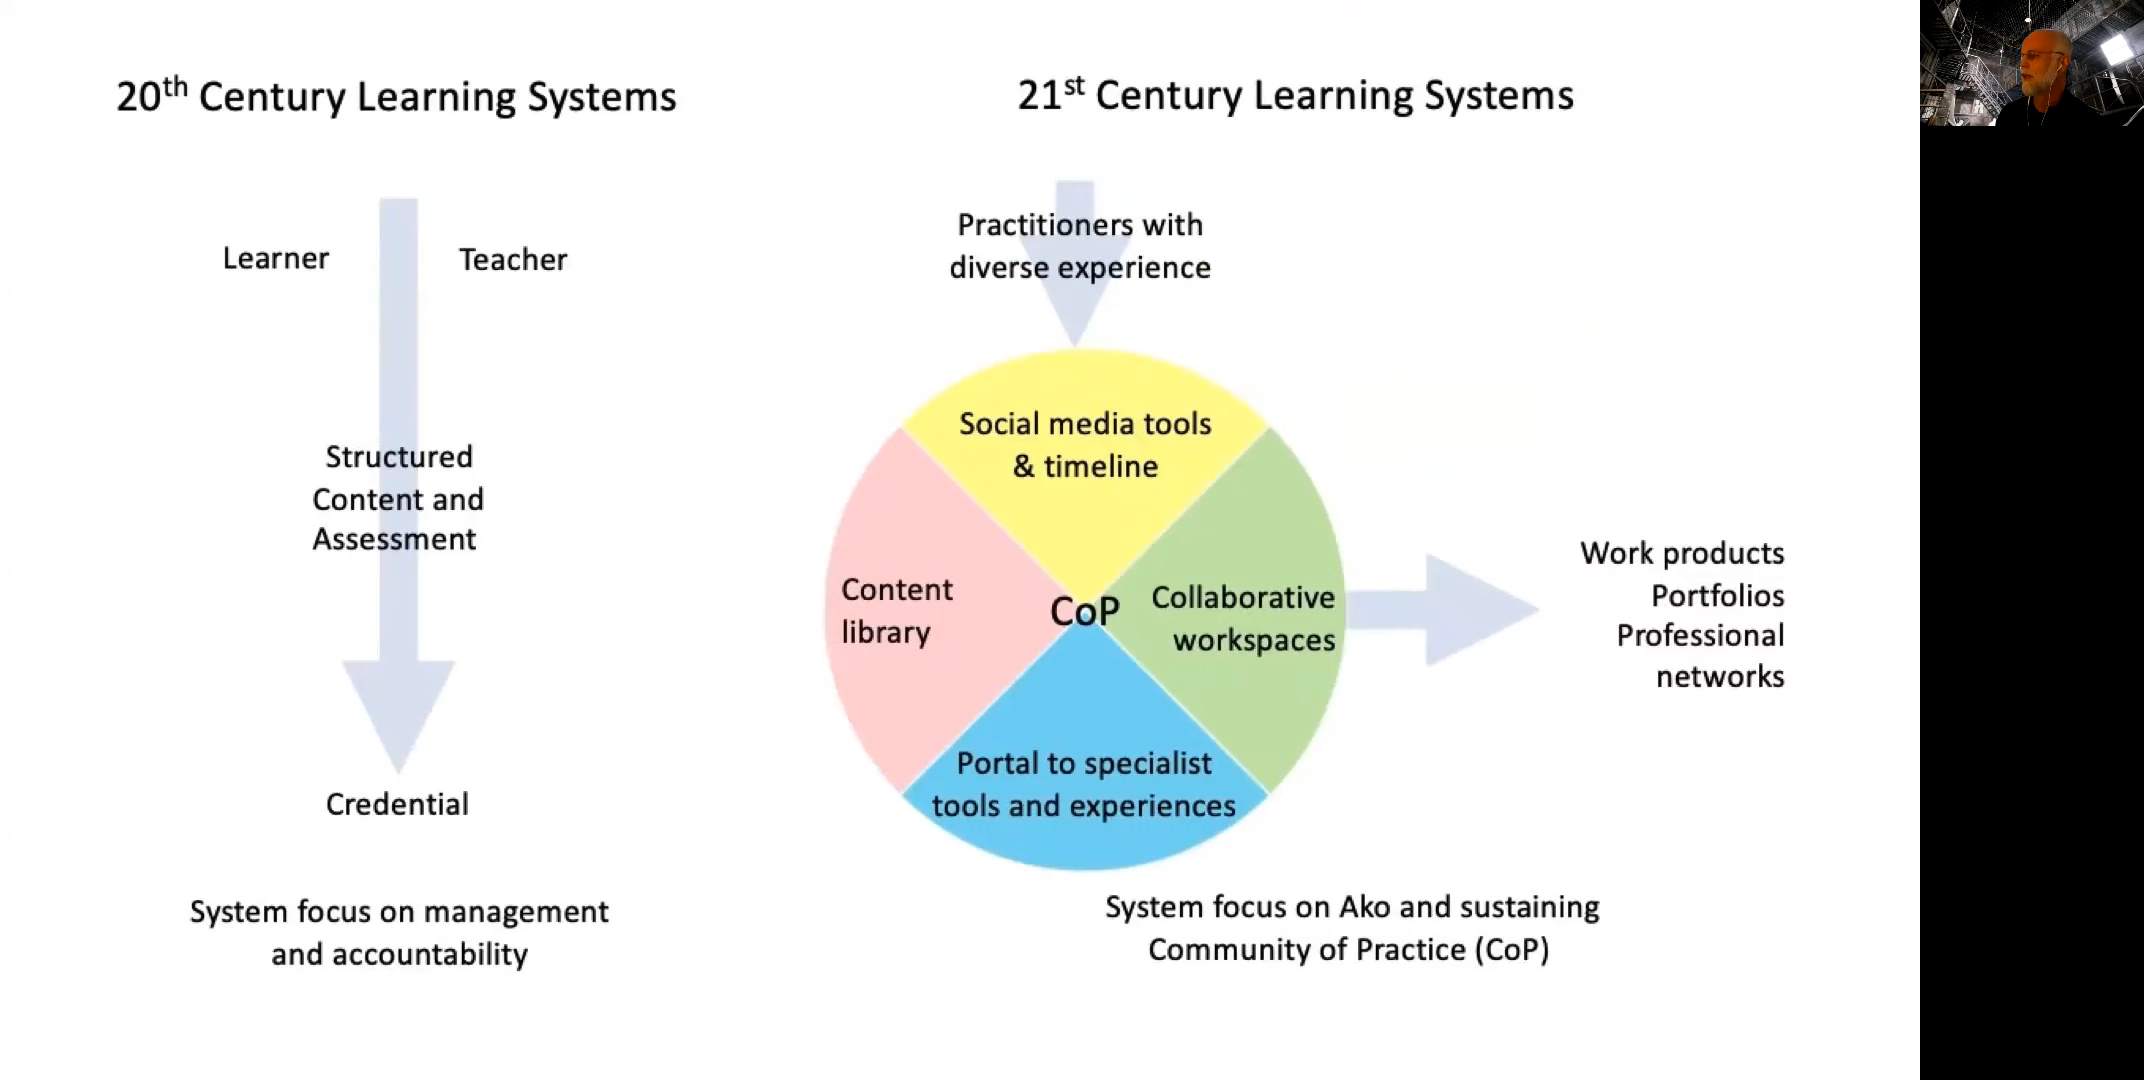 20th Century Learning Systems
Learner
Teacher
Structured
Content and
Assessment
Credential
System focus on management
and accountability
21st Century Learning Systems
Practitioners with
diverse experience
Social media tools
& timeline
Content
library
CoP
Collaborative
workspaces
Portal to specialist
tools and experiences
Work products
Portfolios
Professional
networks
System focus on Ako and sustaining
Community of Practice (CoP)